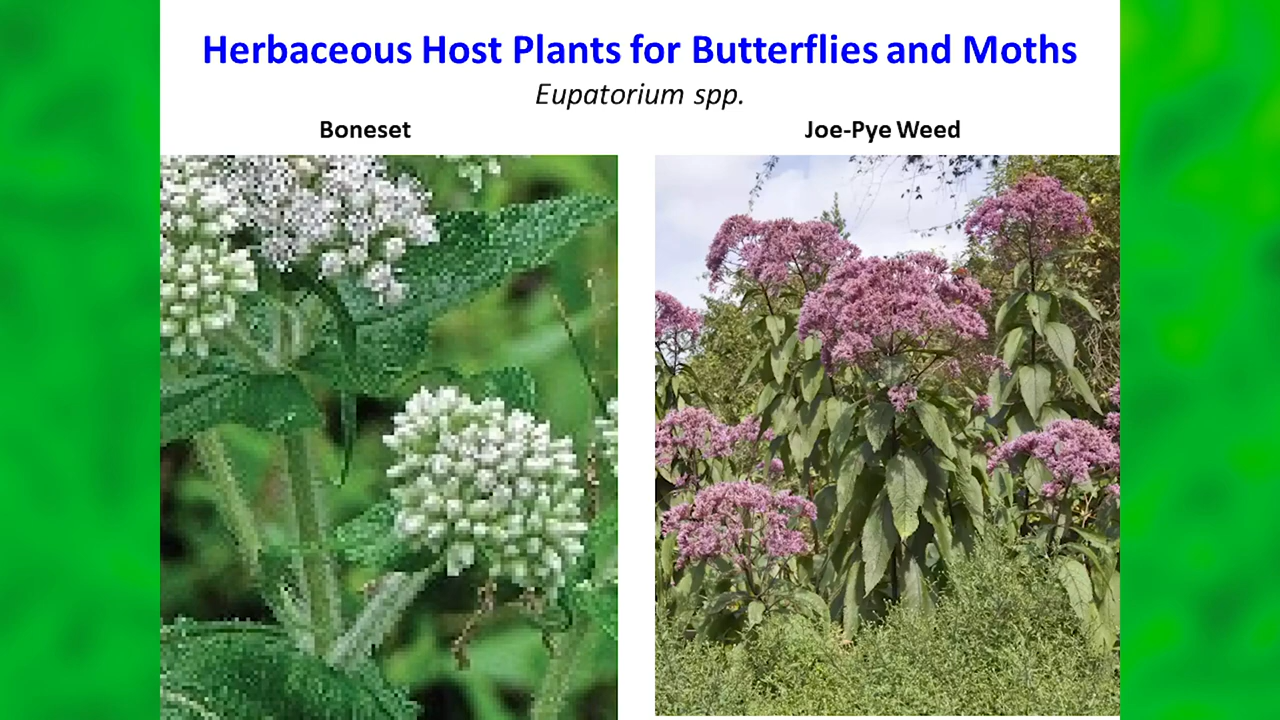 Herbaceous Host Plants for Butterflies and Moths
Eupatorium spp.
Boneset
Joe-Pye Weed